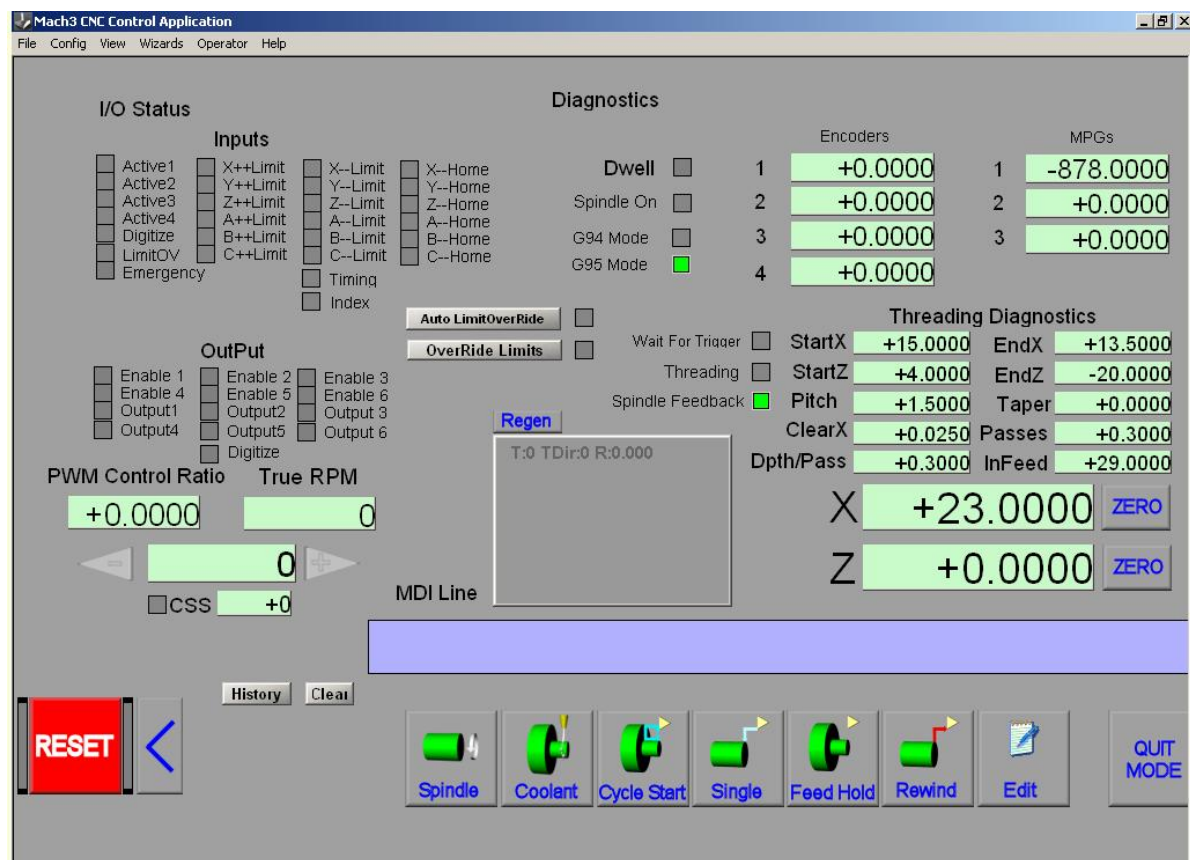 Mach3 CNC Control Application
File Config View Wizards Operator Help
I/O Status
Diagnostics
Inputs
Encoders
MPGs
Active1 X++Limit X--Limit X--Home
Active2 Y++Limit Y--Limit Y--Home
Active3 Z++Limit Z--Limit Z--Home
Active4 A++Limit A--Limit A--Home
Digitize B++Limit B--Limit B--Home
LimitOV C++Limit C--Limit C--Home
Emergency Timing
Index
Dwell
Spindle On
G94 Mode
G95 Mode
1 +0.0000
2 +0.0000
3 +0.0000
4 +0.0000
1 -878.0000
2 +0.0000
3 +0.0000
Auto LimitOverRide
OverRide Limits
Wait For Trigger
Threading
Spindle Feedback
Threading Diagnostics
StartX +15.0000 EndX +13.5000
StartZ +4.0000 EndZ -20.0000
Pitch +1.5000 Taper +0.0000
ClearX +0.0250 Passes +0.3000
Dpth/Pass +0.3000 InFeed +29.0000
OutPut
Enable 1 Enable 2 Enable 3
Enable 4 Enable 5 Enable 6
Output1 Output2 Output 3
Output4 Output5 Output 6
Digitize
Regen
T:0 TDir:0 R:0.000
PWM Control Ratio True RPM
+0.0000 0
- 0 +
CSS +0
X +23.0000 ZERO
Z +0.0000 ZERO
MDI Line
History Clear
RESET
Spindle Coolant Cycle Start Single Feed Hold Rewind Edit
QUIT
MODE